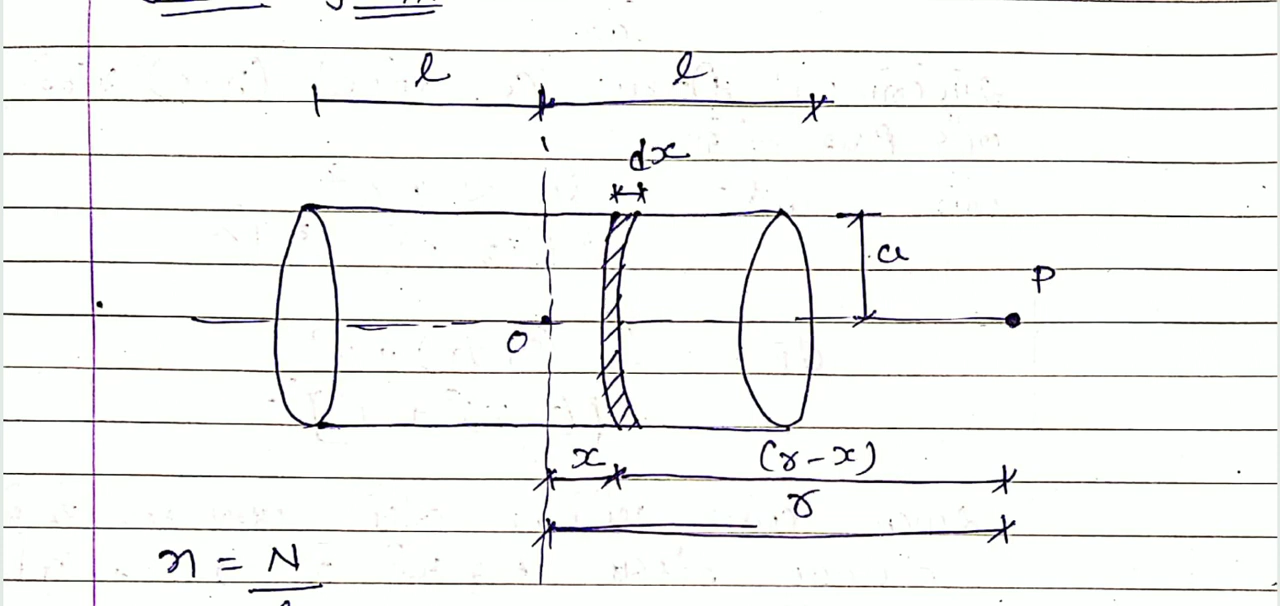 l l
dx
a
P
O
x (r-x)
r
n = N